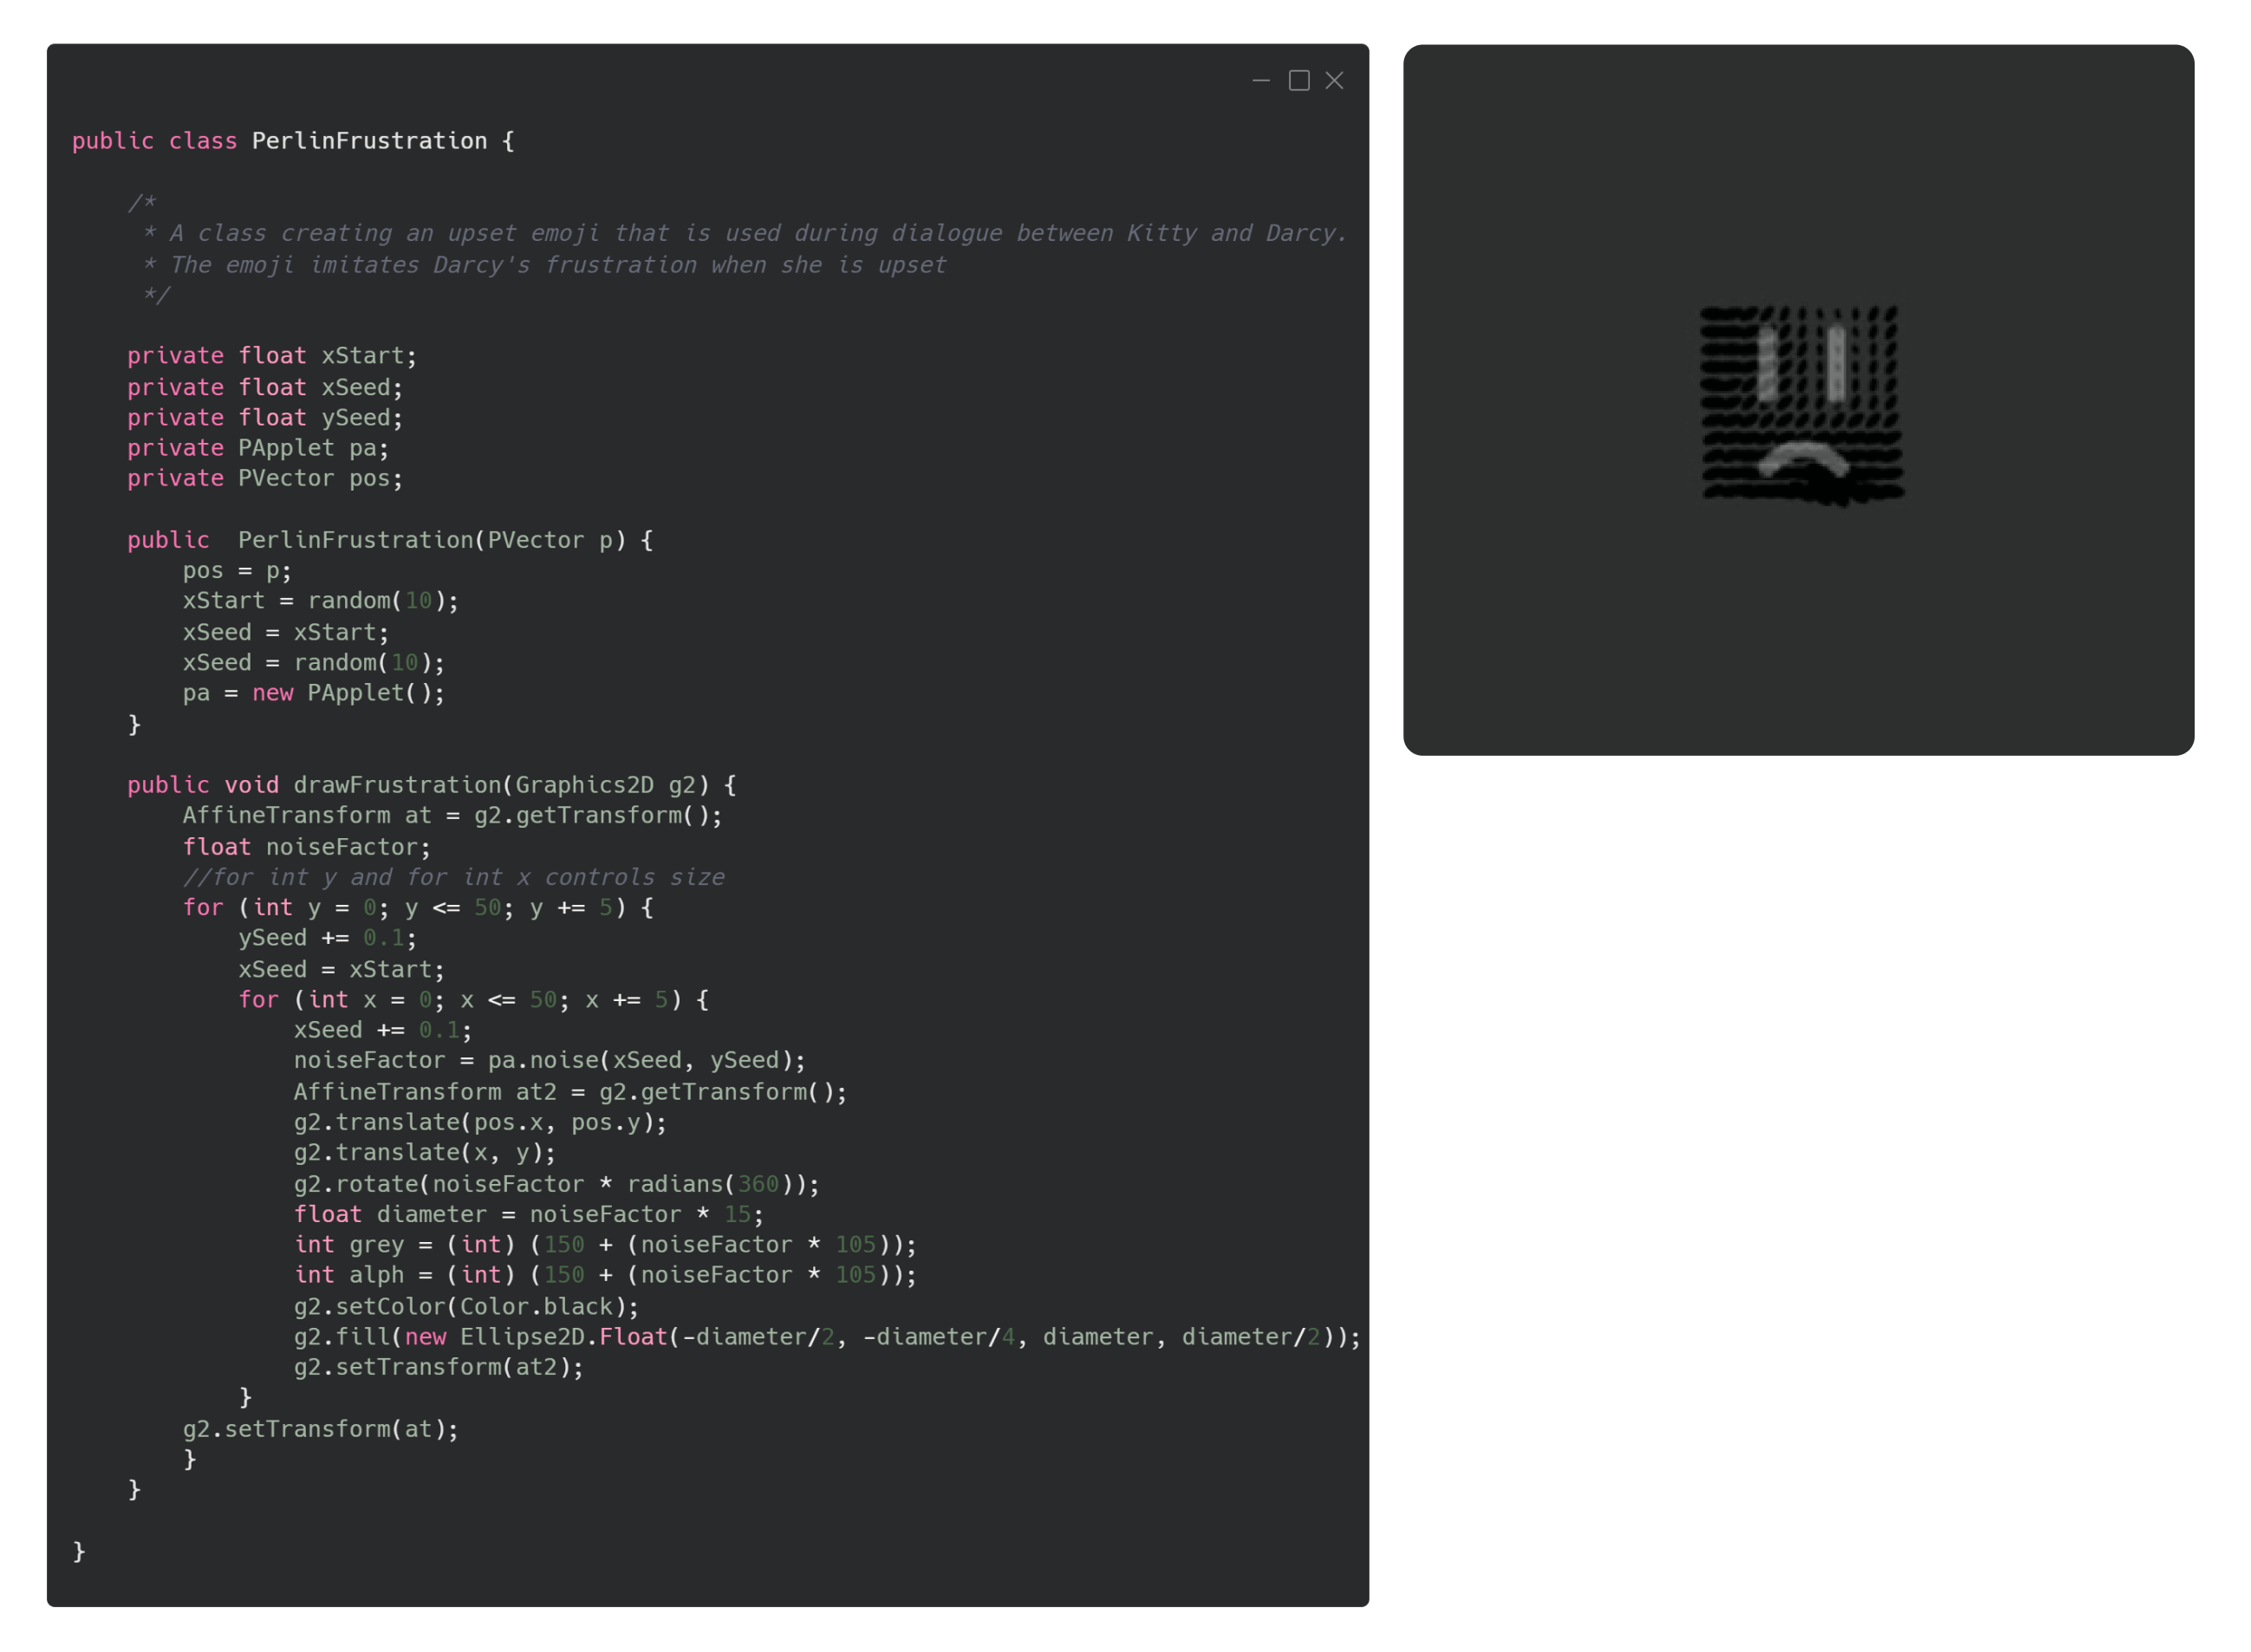 public class PerlinFrustration {
/*
* A class creating an upset emoji that is used during dialogue between Kitty and Darcy.
* The emoji imitates Darcy's frustration when she is upset
*/
private float xStart;
private float xSeed;
private float ySeed;
private PApplet pa;
private PVector pos;
public  PerlinFrustration(PVector p) {
pos = p;
xStart = random(10);
xSeed = xStart;
xSeed = random(10);
pa = new PApplet();
}
public void drawFrustration(Graphics2D g2) {
AffineTransform at = g2.getTransform();
float noiseFactor;
//for int y and for int x controls size
for (int y = 0; y <= 50; y += 5) {
ySeed += 0.1;
xSeed = xStart;
for (int x = 0; x <= 50; x += 5) {
xSeed += 0.1;
noiseFactor = pa.noise(xSeed, ySeed);
AffineTransform at2 = g2.getTransform();
g2.translate(pos.x, pos.y);
g2.translate(x, y);
g2.rotate(noiseFactor * radians(360));
float diameter = noiseFactor * 15;
int grey = (int) (150 + (noiseFactor * 105));
int alph = (int) (150 + (noiseFactor * 105));
g2.setColor(Color.black);
g2.fill(new Ellipse2D.Float(-diameter/2, -diameter/4, diameter, diameter/2));
g2.setTransform(at2);
}
g2.setTransform(at);
}
}
}